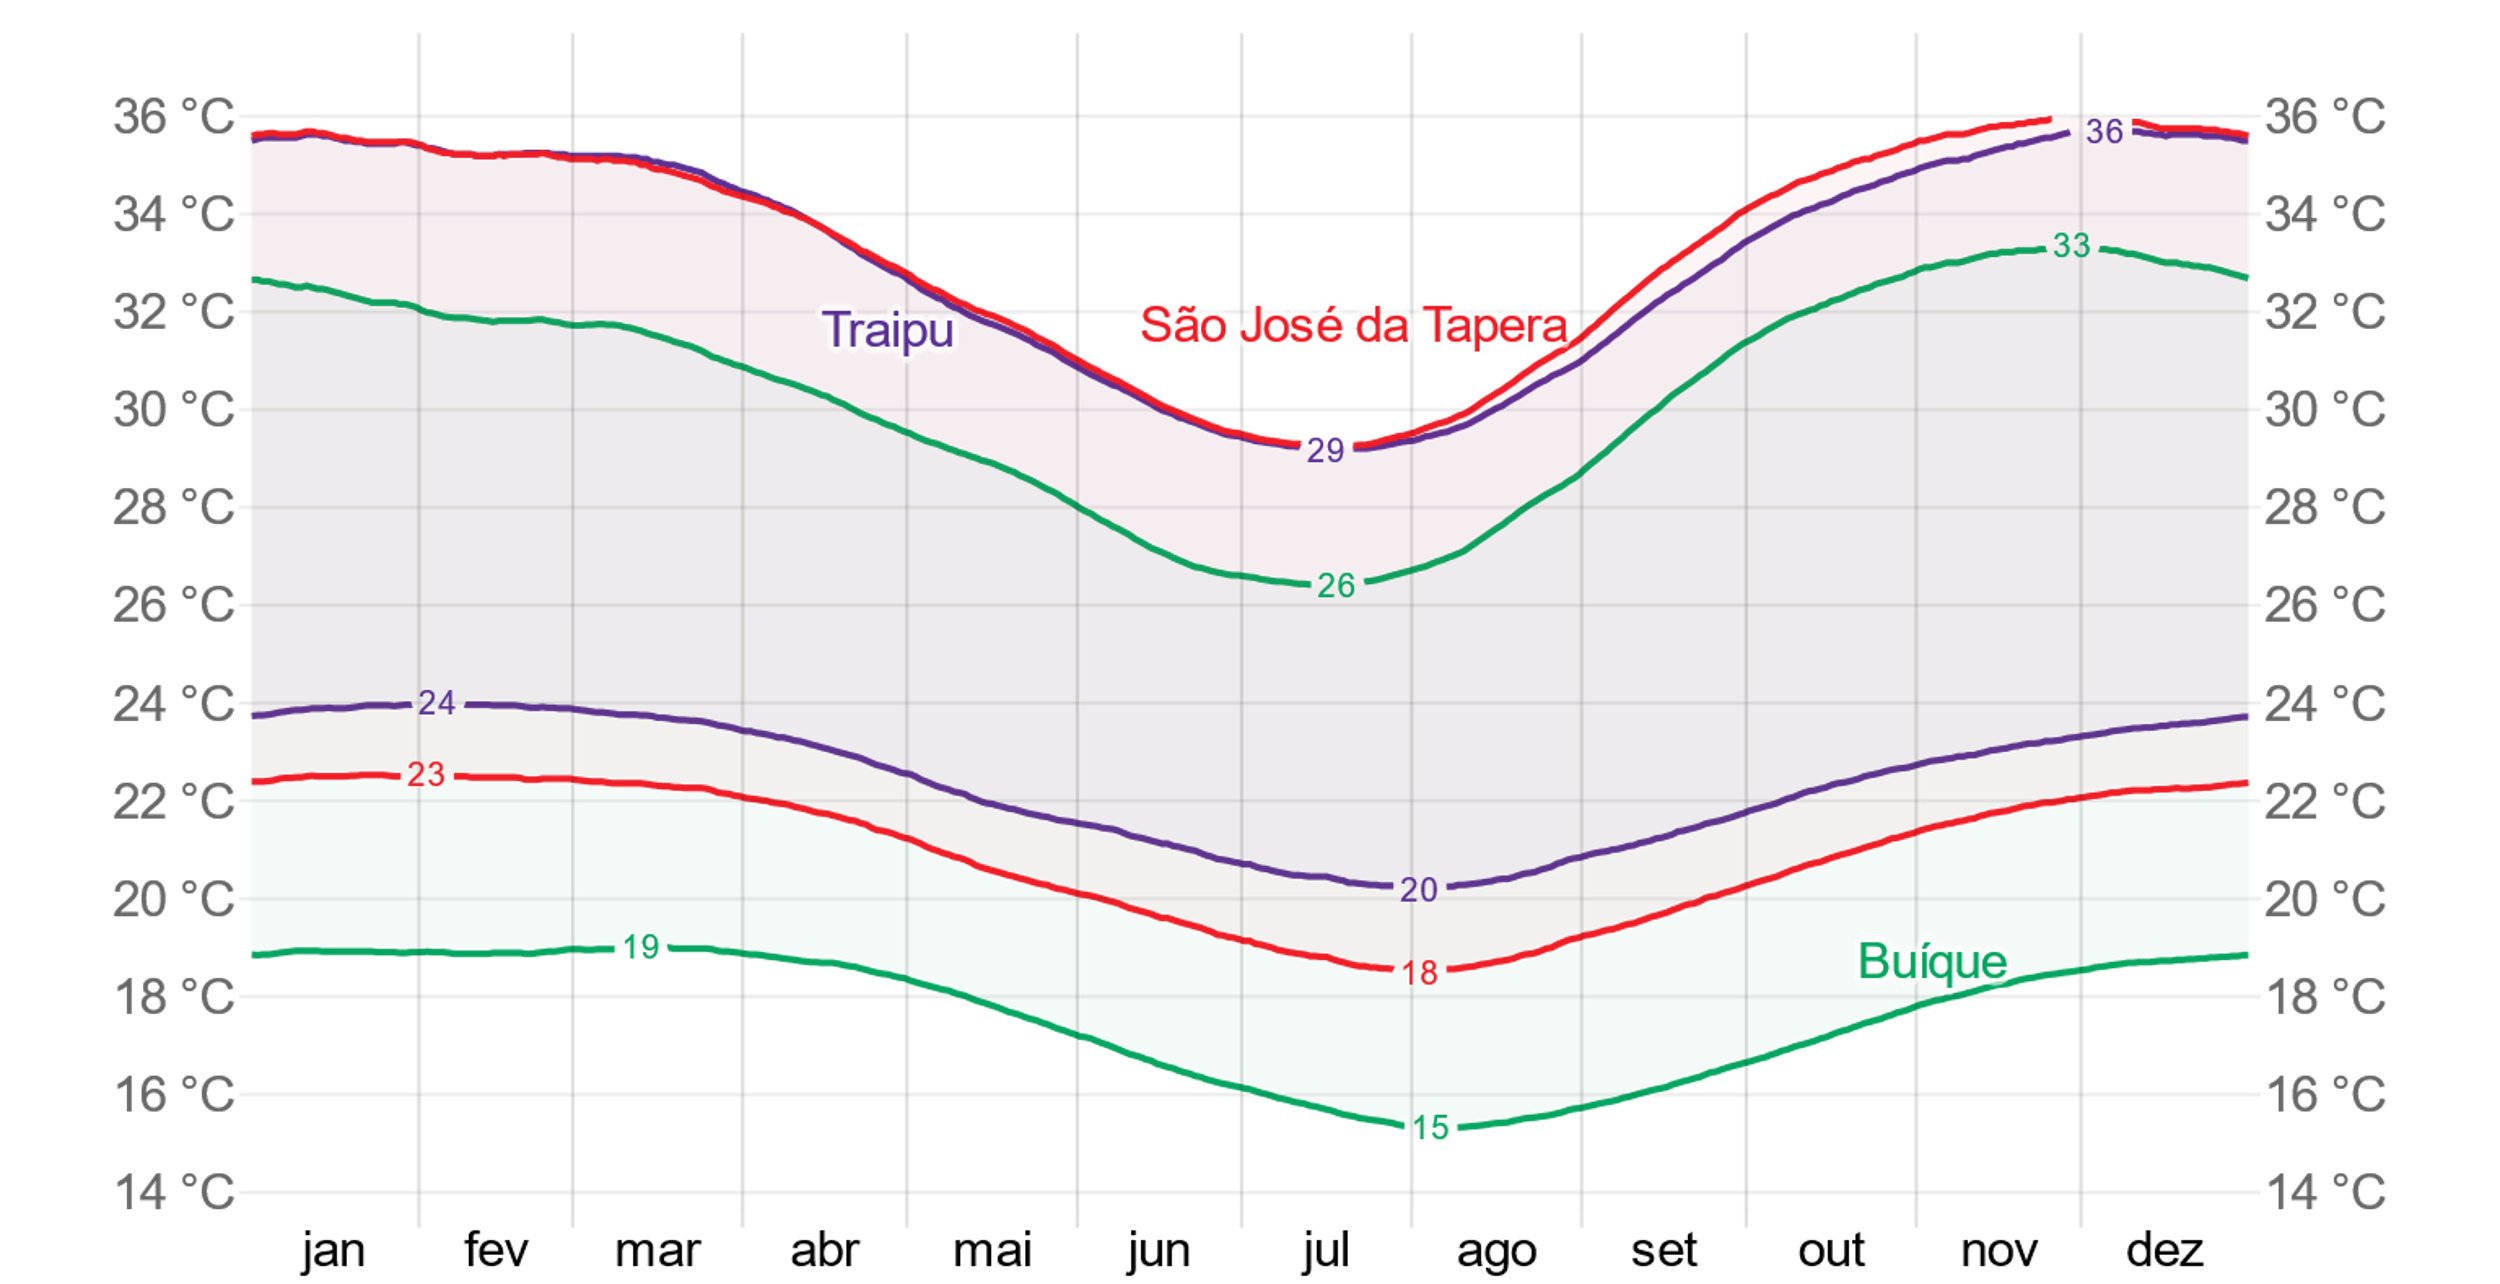 36 °C
36
36 °C
34 °C
34 °C
33
32 °C
Traipu
São José da Tapera
32 °C
30 °C
30 °C
29
28 °C
28 °C
26 °C
26
26 °C
24 °C
24
24 °C
23
22 °C
22 °C
20 °C
20
20 °C
19
18
Buíque
18 °C
18 °C
16 °C
16 °C
15
14 °C
14 °C
jan fev mar abr mai jun jul ago set out nov dez